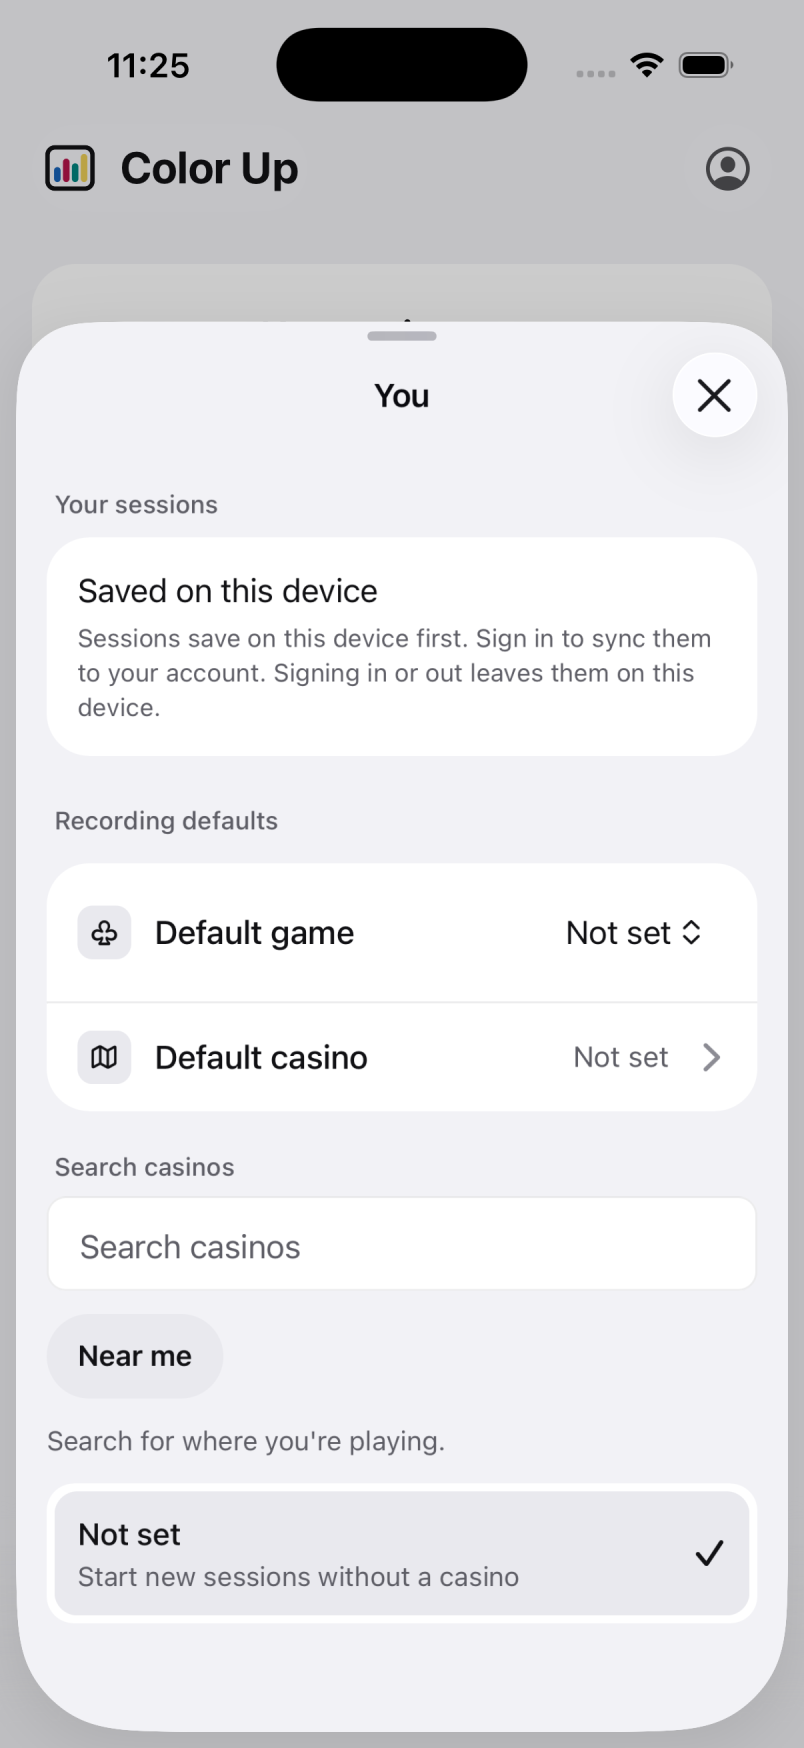 11:25
Color Up
You
Your sessions
Saved on this device
Sessions save on this device first. Sign in to sync them
to your account. Signing in or out leaves them on this
device.
Recording defaults
Default game
Not set
Default casino
Not set
Search casinos
Search casinos
Near me
Search for where you're playing.
Not set
Start new sessions without a casino